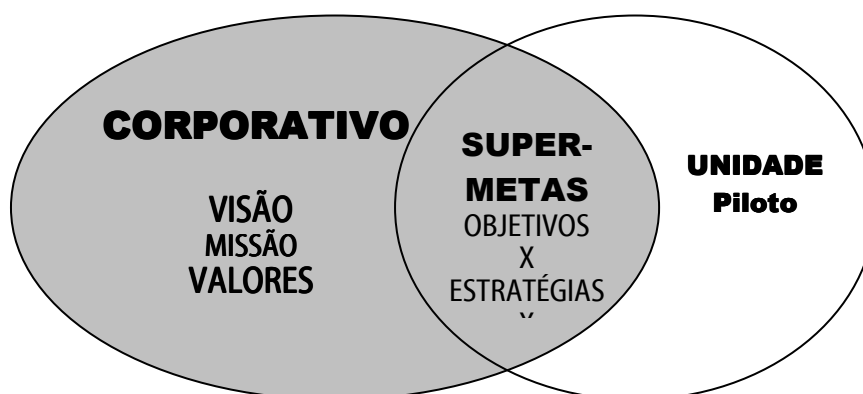 CORPORATIVO
VISÃO
MISSÃO
VALORES
SUPER-
METAS
OBJETIVOS
X
ESTRATÉGIAS
UNIDADE
Piloto